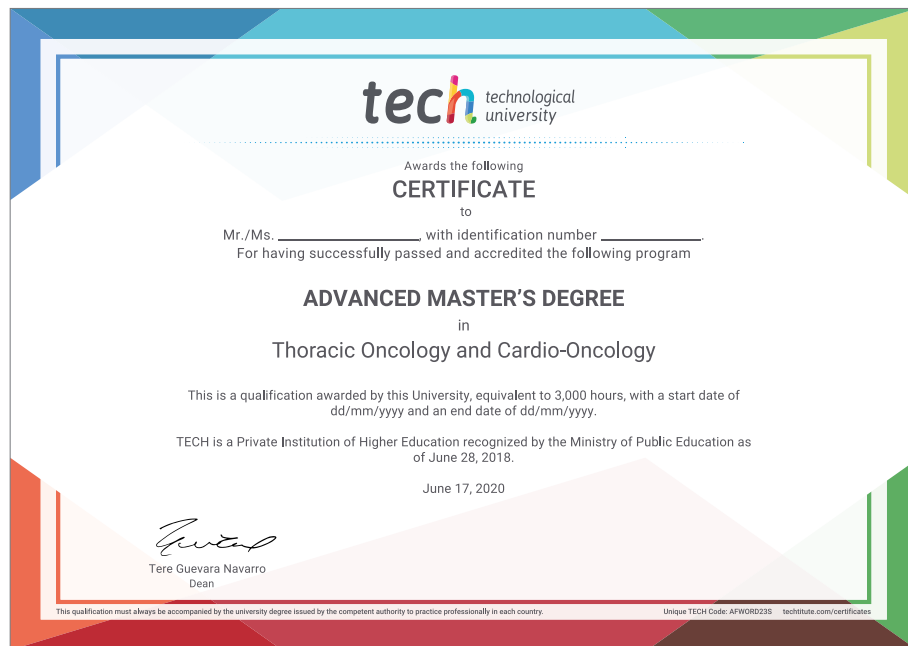 tech technological
university
Awards the following
CERTIFICATE
to
Mr./Ms. ____________________, with identification number ______________.
For having successfully passed and accredited the following program
ADVANCED MASTER'S DEGREE
in
Thoracic Oncology and Cardio-Oncology
This is a qualification awarded by this University, equivalent to 3,000 hours, with a start date of
dd/mm/yyyy and an end date of dd/mm/yyyy.
TECH is a Private Institution of Higher Education recognized by the Ministry of Public Education as
of June 28, 2018.
June 17, 2020
Tere Guevara Navarro
Dean
This qualification must always be accompanied by the university degree issued by the competent authority to practice professionally in each country. Unique TECH Code: AFWORD23S techtitute.com/certificates